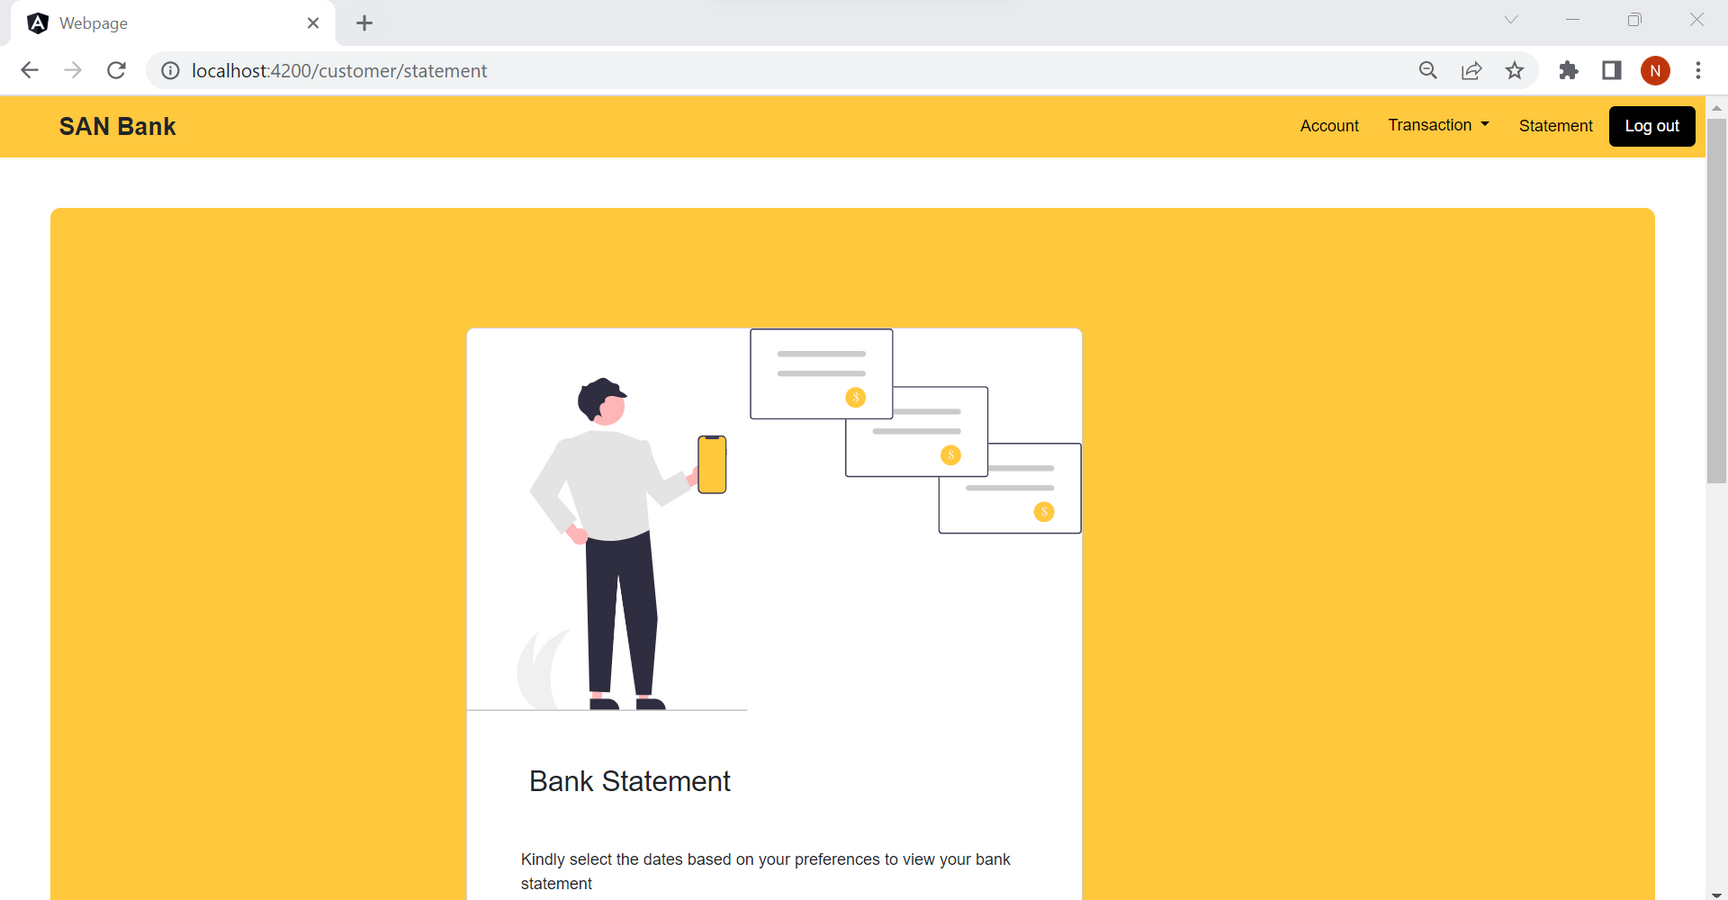 Webpage
localhost:4200/customer/statement
N
SAN Bank
Account
Transaction
Statement
Log out
$
$
$
Bank Statement
Kindly select the dates based on your preferences to view your bank
statement